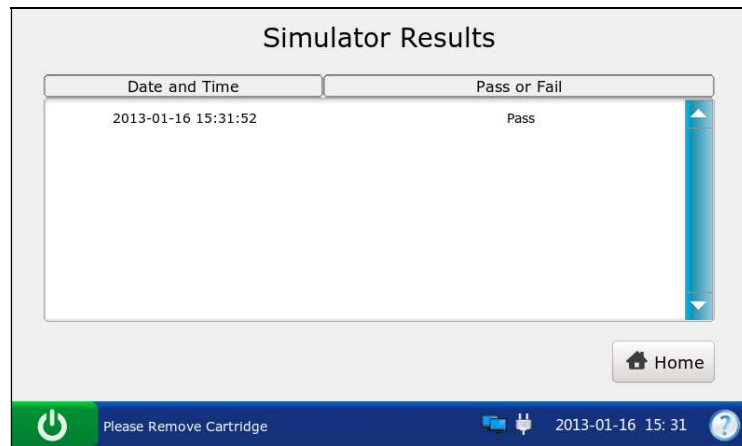 Simulator Results
Date and Time Pass or Fail
2013-01-16 15:31:52 Pass
Home
Please Remove Cartridge 2013-01-16 15: 31 ?